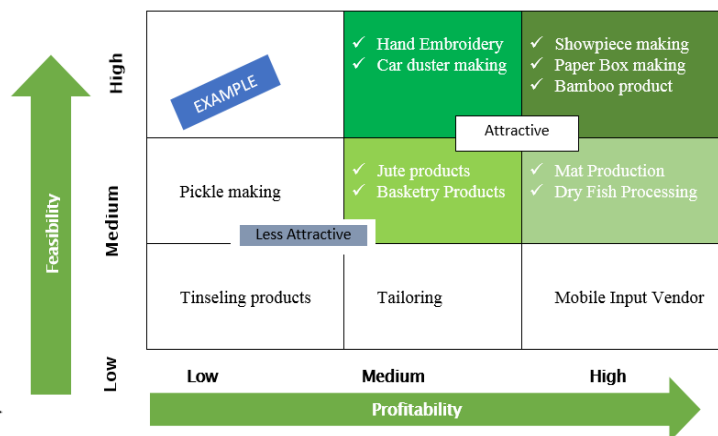 Feasibility
High
Medium
Low
EXAMPLE
✓ Hand Embroidery
✓ Car duster making
✓ Showpiece making
✓ Paper Box making
✓ Bamboo product
Attractive
Pickle making
✓ Jute products
✓ Basketry Products
✓ Mat Production
✓ Dry Fish Processing
Less Attractive
Tinseling products
Tailoring
Mobile Input Vendor
Low
Medium
High
Profitability